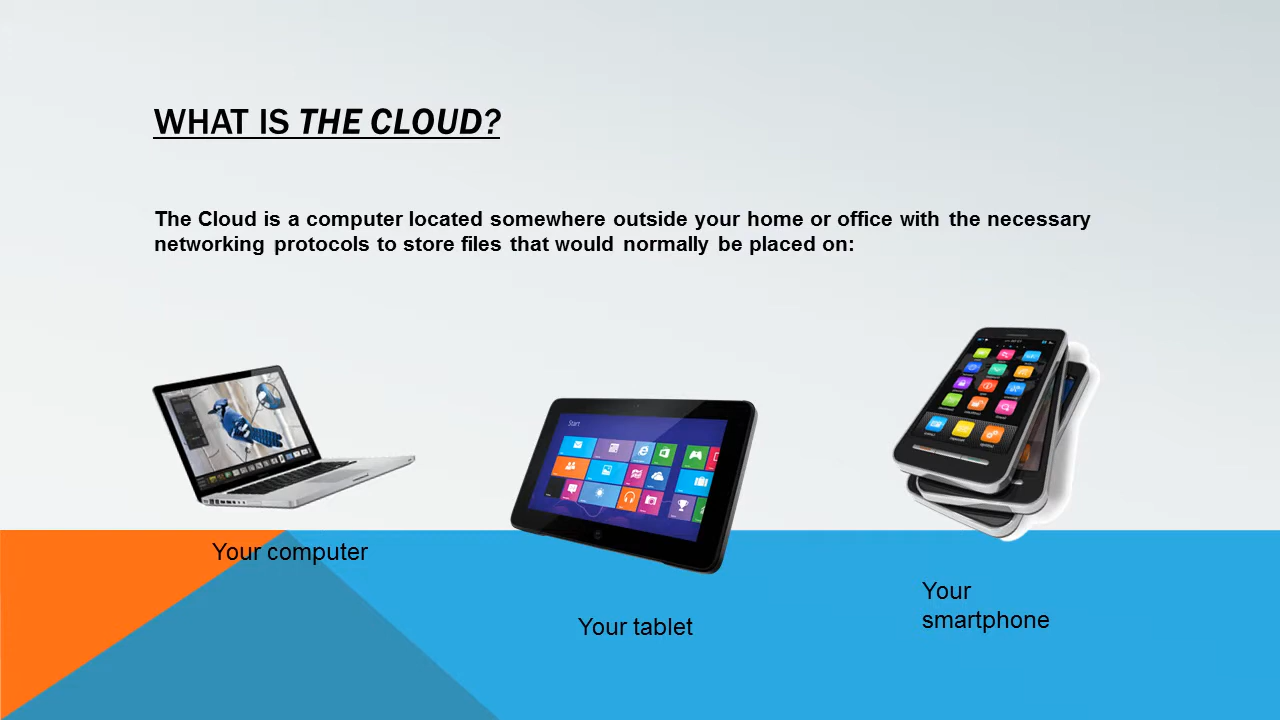 WHAT IS THE CLOUD?
The Cloud is a computer located somewhere outside your home or office with the necessary
networking protocols to store files that would normally be placed on:
Start
Your computer
Your tablet
Your
smartphone